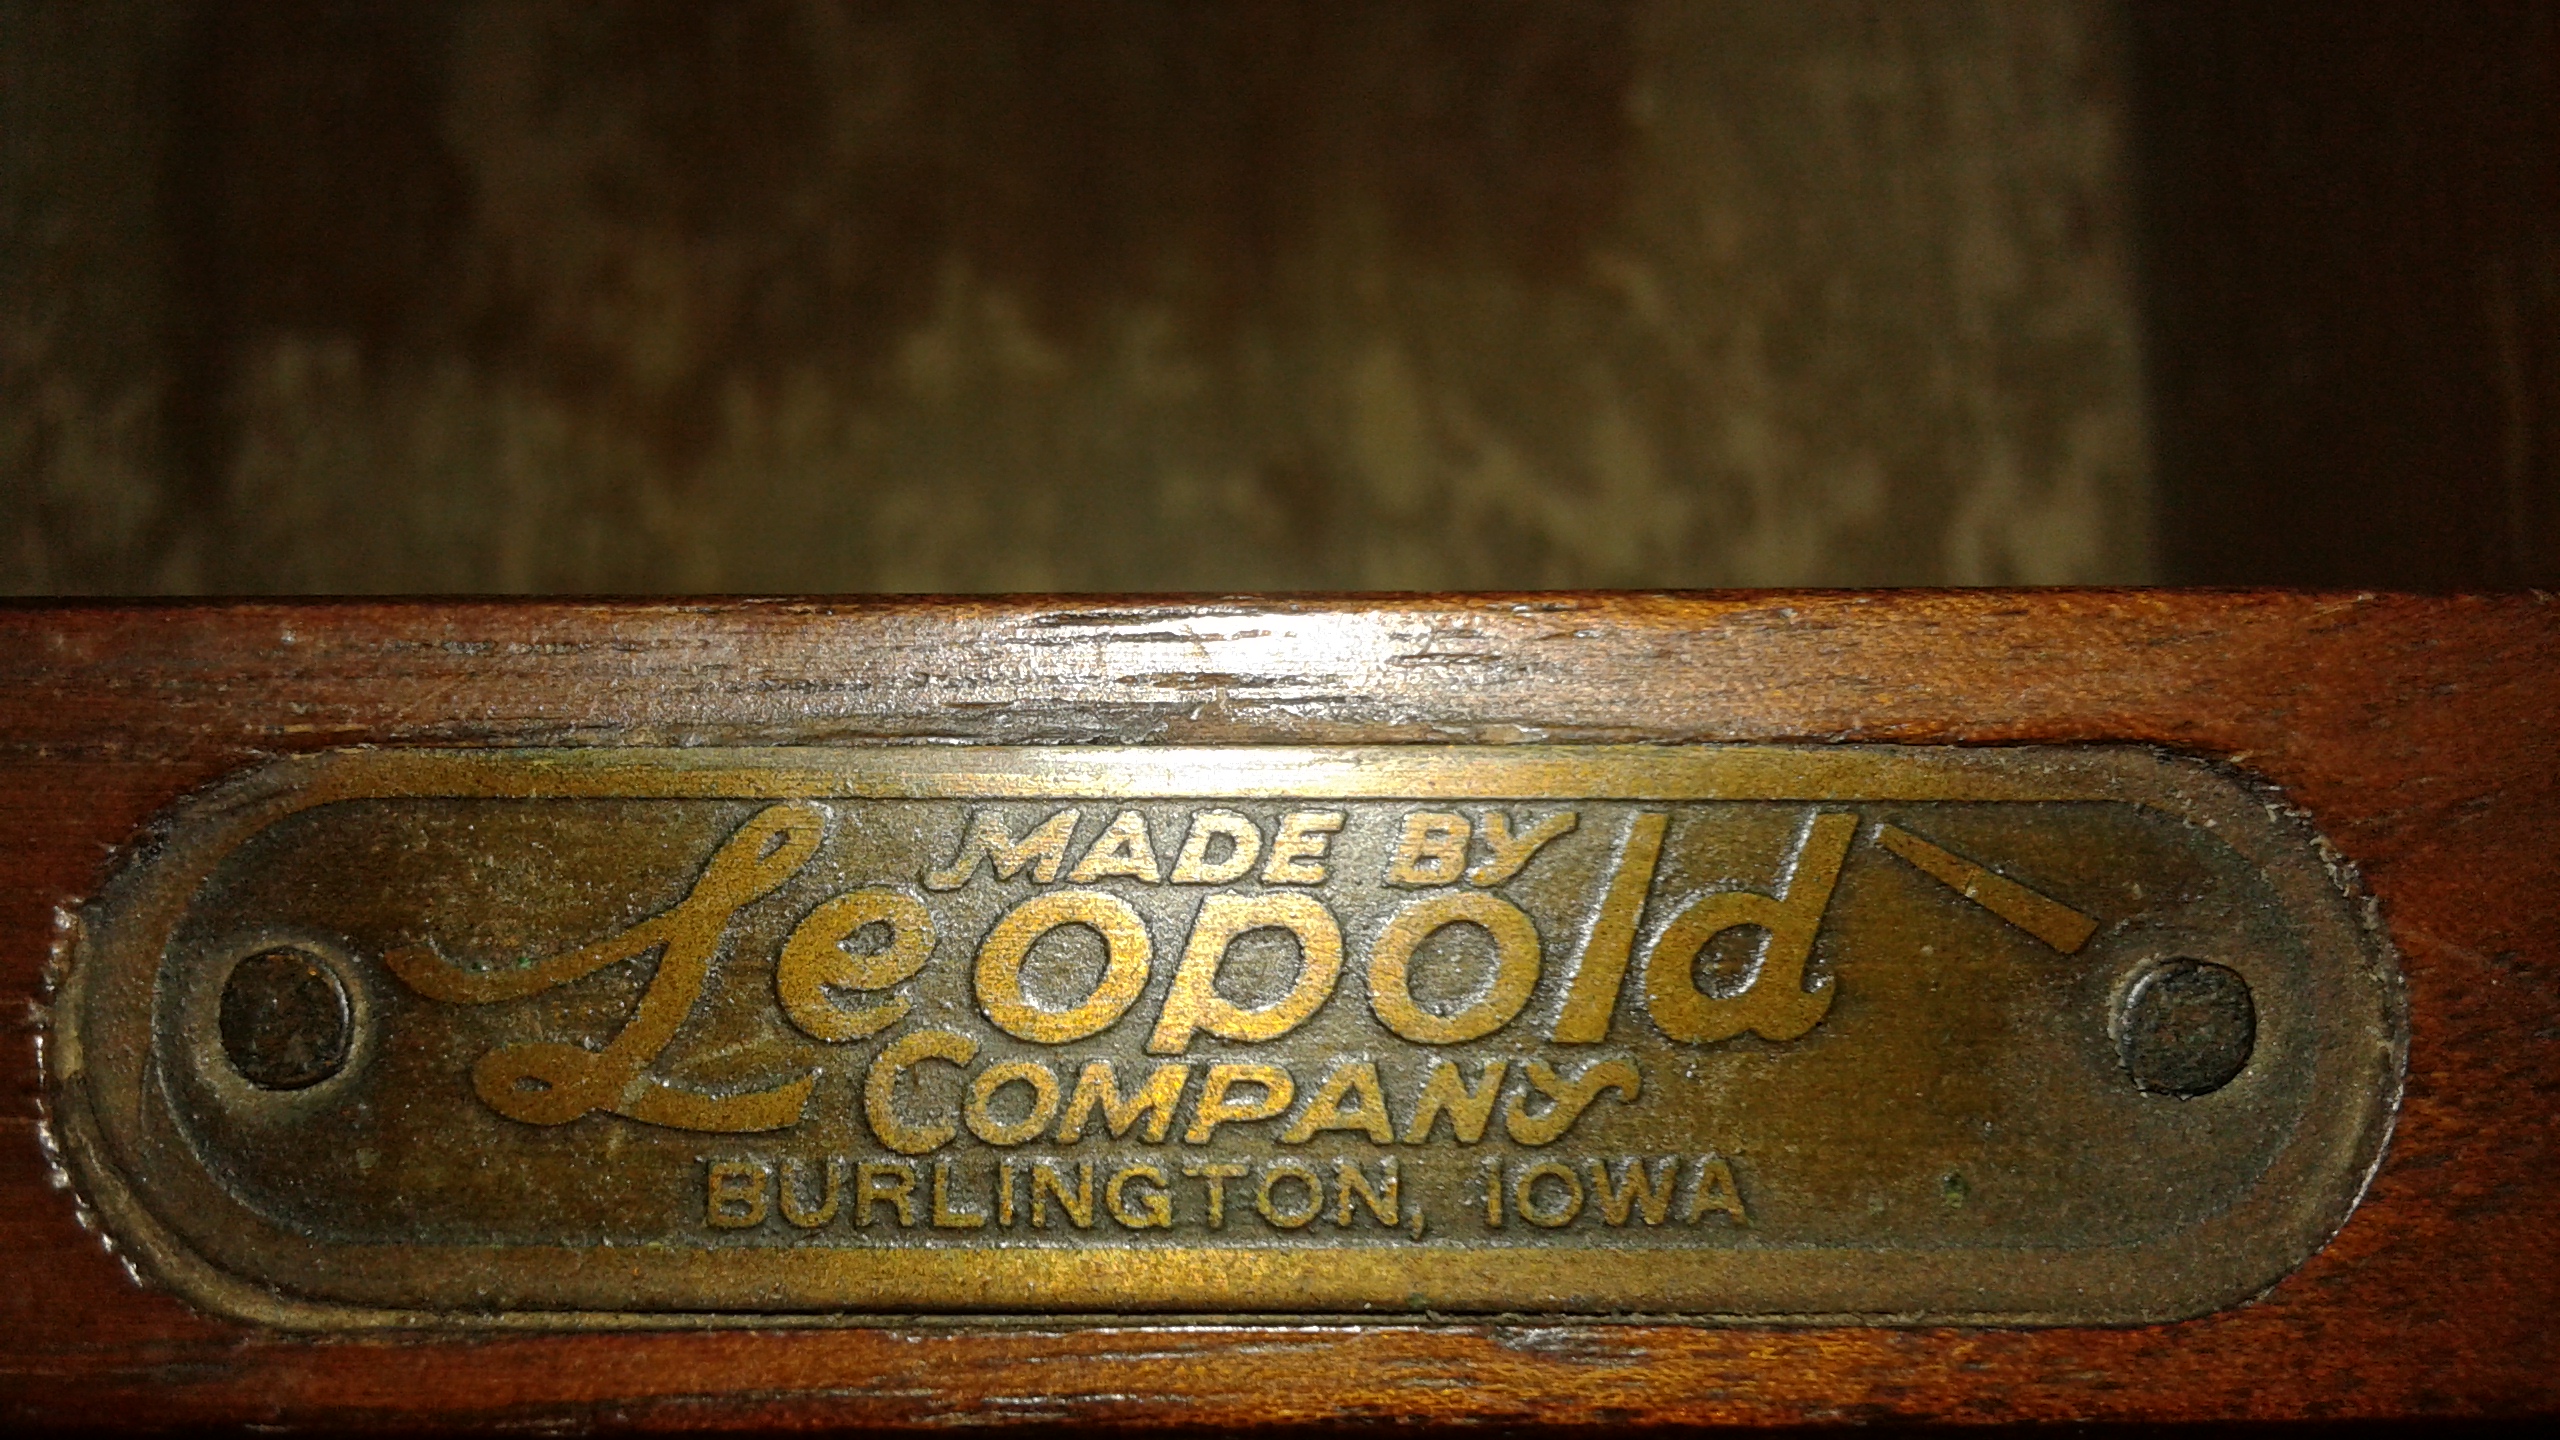 MADE BY
Leopold
COMPANY
BURLINGTON, IOWA